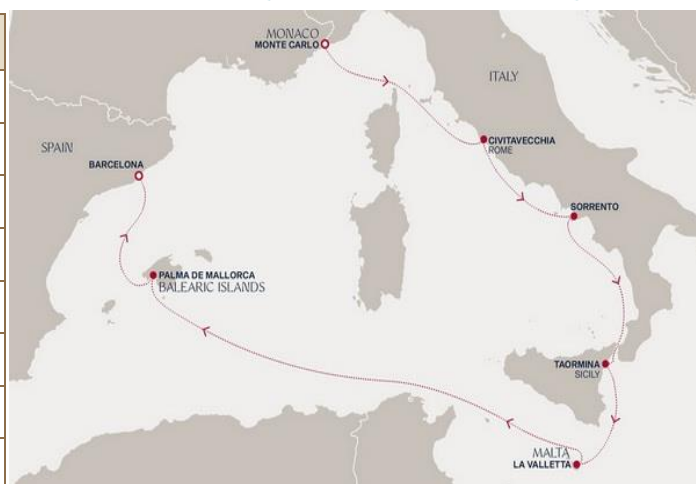 MONACO
MONTE CARLO
ITALY
CIVITAVECCHIA
ROME
SPAIN
BARCELONA
SORRENTO
PALMA DE MALLORCA
BALEARIC ISLANDS
TAORMINA
SICILY
MALTA
LA VALLETTA